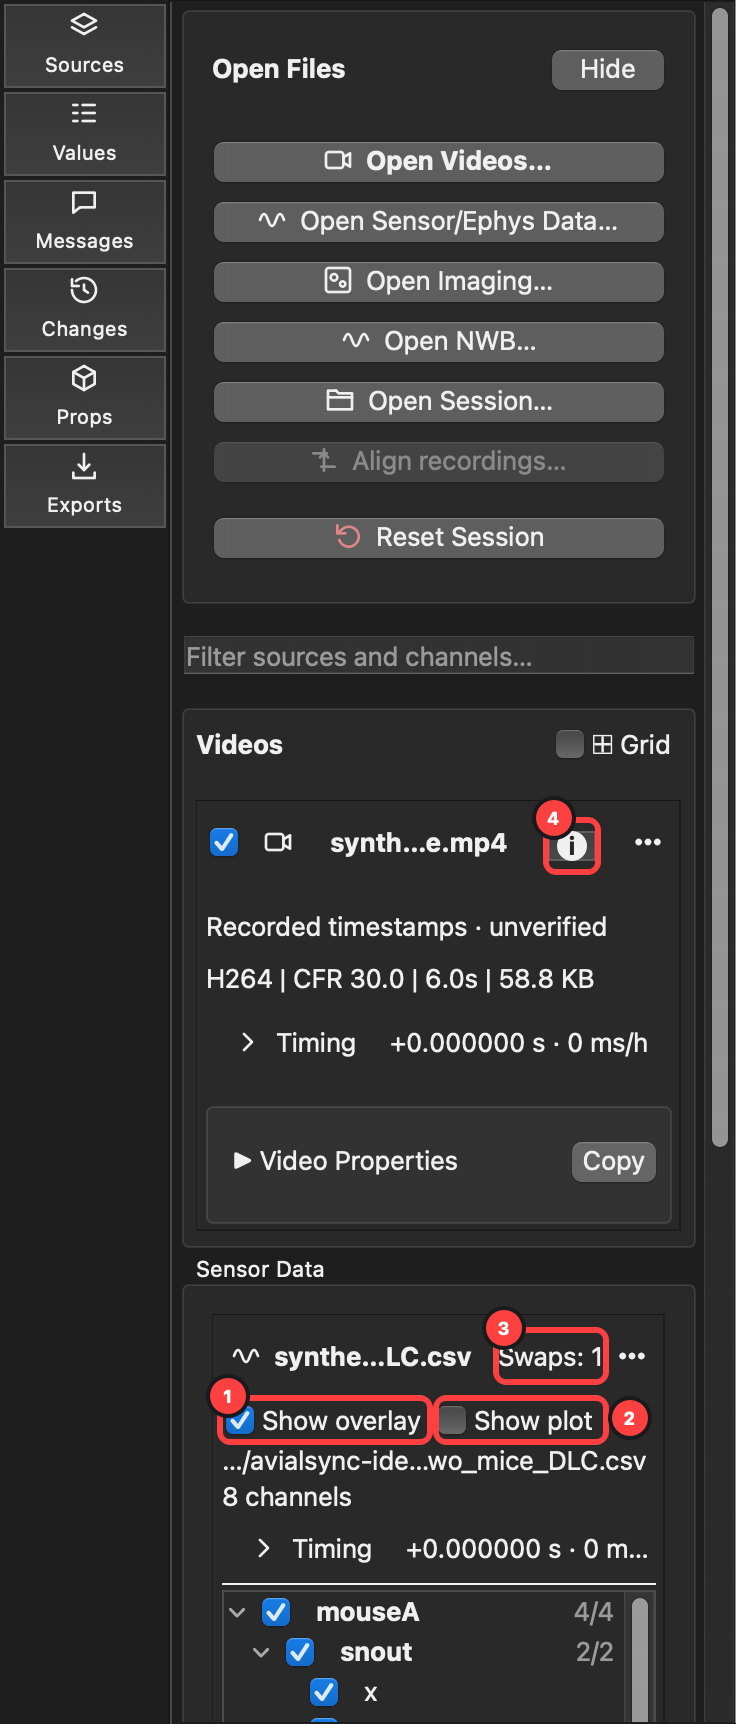 Sources
Values
Messages
Changes
Props
Exports
Open Files
Hide
Open Videos...
Open Sensor/Ephys Data...
Open Imaging...
Open NWB...
Open Session...
Align recordings...
Reset Session
Filter sources and channels...
Videos
Grid
4
synth...e.mp4
Recorded timestamps · unverified
H264 | CFR 30.0 | 6.0s | 58.8 KB
Timing +0.000000 s · 0 ms/h
Video Properties
Copy
Sensor Data
3
synthe...LC.csv Swaps: 1
1
Show overlay Show plot 2
.../avialsync-ide...wo_mice_DLC.csv
8 channels
Timing +0.000000 s · 0 m...
mouseA 4/4
snout 2/2
x